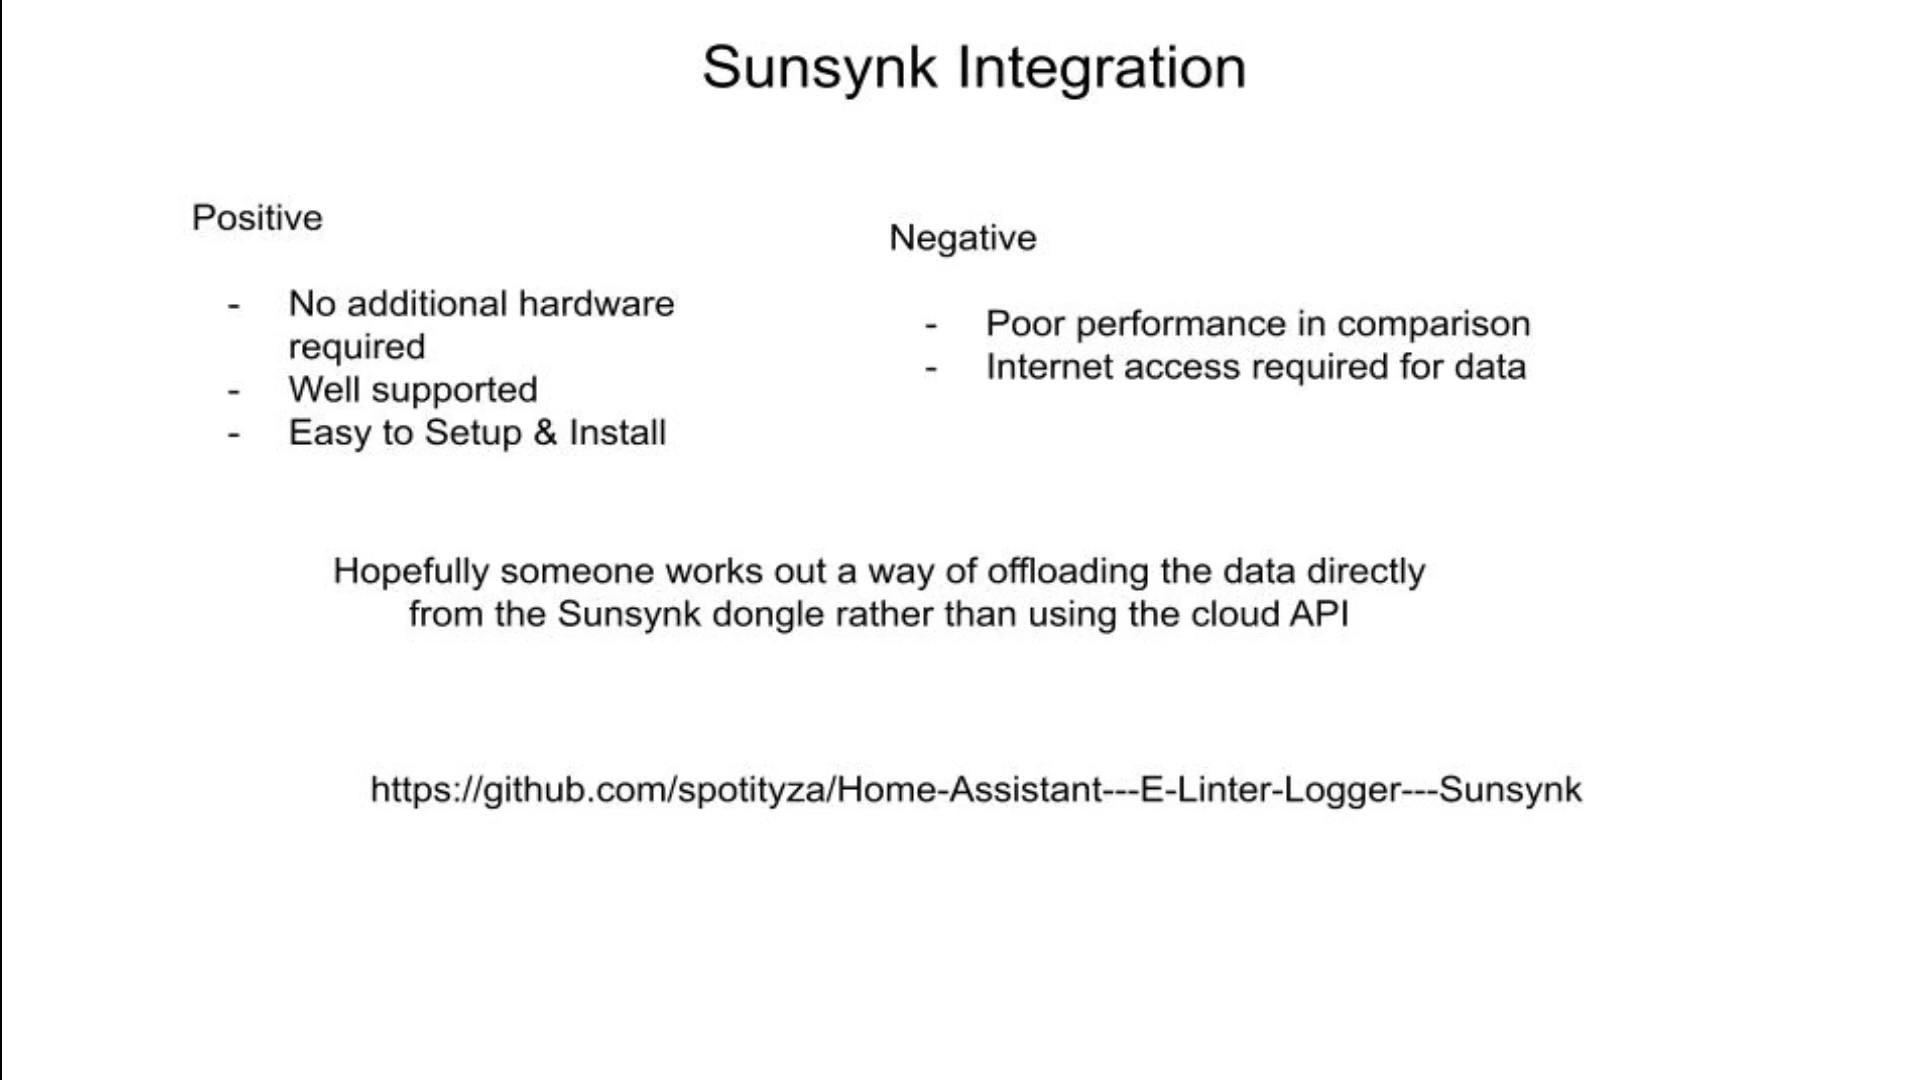 Sunsynk Integration
Positive
- No additional hardware
required
- Well supported
- Easy to Setup & Install
Negative
- Poor performance in comparison
- Internet access required for data
Hopefully someone works out a way of offloading the data directly
from the Sunsynk dongle rather than using the cloud API
https://github.com/spotityza/Home-Assistant---E-Linter-Logger---Sunsynk